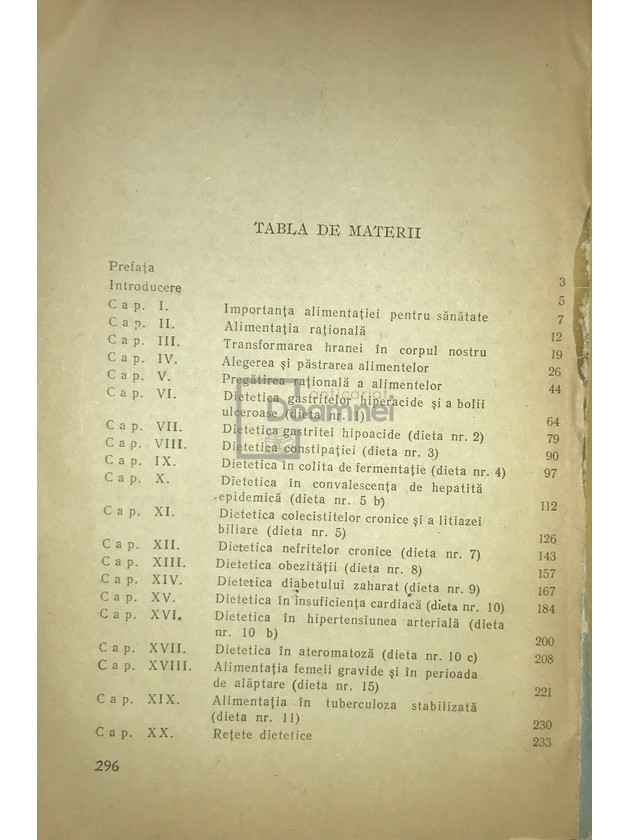 TABLA DE MATERII
Prefața 3
Introducere 5
Cap. I. Importanța alimentației pentru sănătate 7
Cap. II. Alimentația rațională 12
Cap. III. Transformarea hranei în corpul nostru 19
Cap. IV. Alegerea și păstrarea alimentelor 26
Cap. V. Pregătirea rațională a alimentelor 44
Cap. VI. Dietetica gastritelor hiperacide și a bolii
ulceroase (dieta nr. 1) 64
Cap. VII. Dietetica gastritei hipoacide (dieta nr. 2) 79
Cap. VIII. Dietetica constipației (dieta nr. 3) 90
Cap. IX. Dietetica în colita de fermentație (dieta nr. 4) 97
Cap. X. Dietetica în convalescența de hepatită
epidemică (dieta nr. 5 b) 112
Cap. XI. Dietetica colecistitelor cronice și a litiazei
biliare (dieta nr. 5) 126
Cap. XII. Dietetica nefritelor cronice (dieta nr. 7) 143
Cap. XIII. Dietetica obezității (dieta nr. 8) 157
Cap. XIV. Dietetica diabetului zaharat (dieta nr. 9) 167
Cap. XV. Dietetica în insuficiența cardiacă (dieta nr. 10) 184
Cap. XVI. Dietetica în hipertensiunea arterială (dieta
nr. 10 b) 200
Cap. XVII. Dietetica în ateromatoză (dieta nr. 10 c) 208
Cap. XVIII. Alimentația femeii gravide și în perioada
de alăptare (dieta nr. 15) 221
Cap. XIX. Alimentația în tuberculoza stabilizată
(dieta nr. 11) 230
Cap. XX. Rețete dietetice 233
296